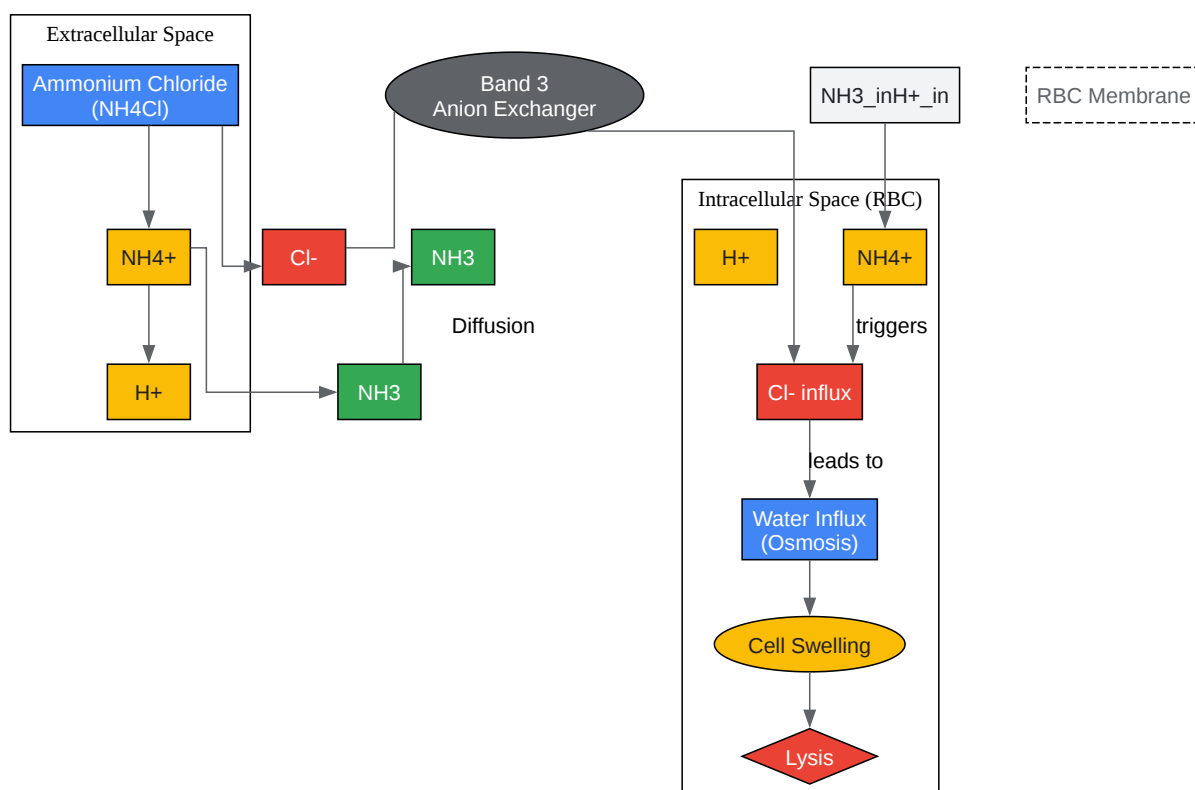 Extracellular Space
Ammonium Chloride
(NH4Cl)
Band 3
Anion Exchanger
NH3_inH+_in
RBC Membrane
Intracellular Space (RBC)
NH4+
Cl-
NH3
H+
NH4+
Diffusion
triggers
H+
NH3
Cl- influx
leads to
Water Influx
(Osmosis)
Cell Swelling
Lysis